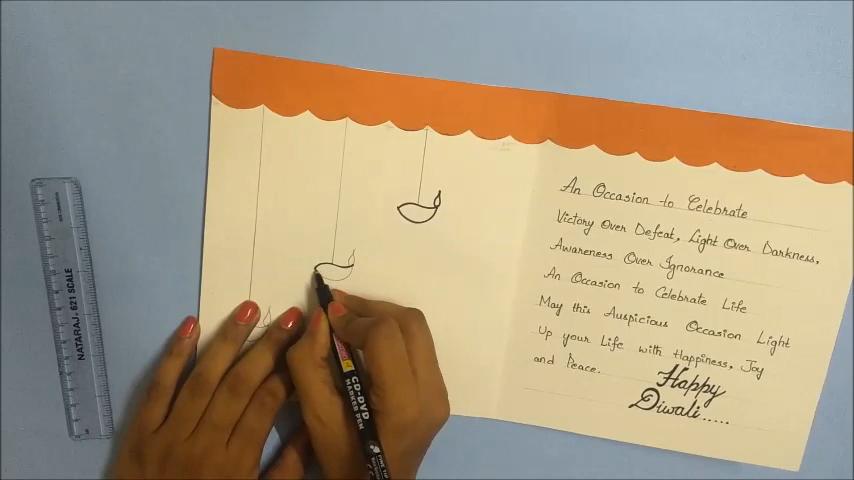 An Occasion to Celebrate
Victory Over Defeat, Light Over Darkness,
Awareness Over Ignorance
An Occasion to Celebrate Life
May this Auspicious Occasion Light
Up your Life with Happiness, Joy
and Peace.
Happy
Diwali.....
NATARAJ 621 SCALE
CD-DVD
MARKER PEN